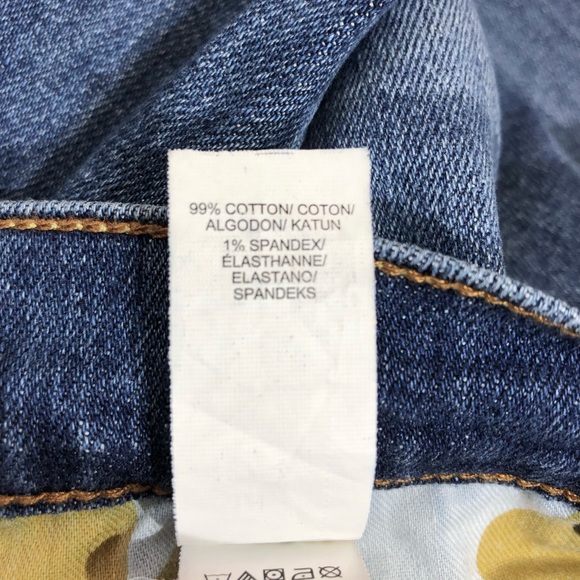 99% COTTON/ COTON/
ALGODON/ KATUN
1% SPANDEX/
ÉLASTHANNE/
ELASTANO/
SPANDEKS